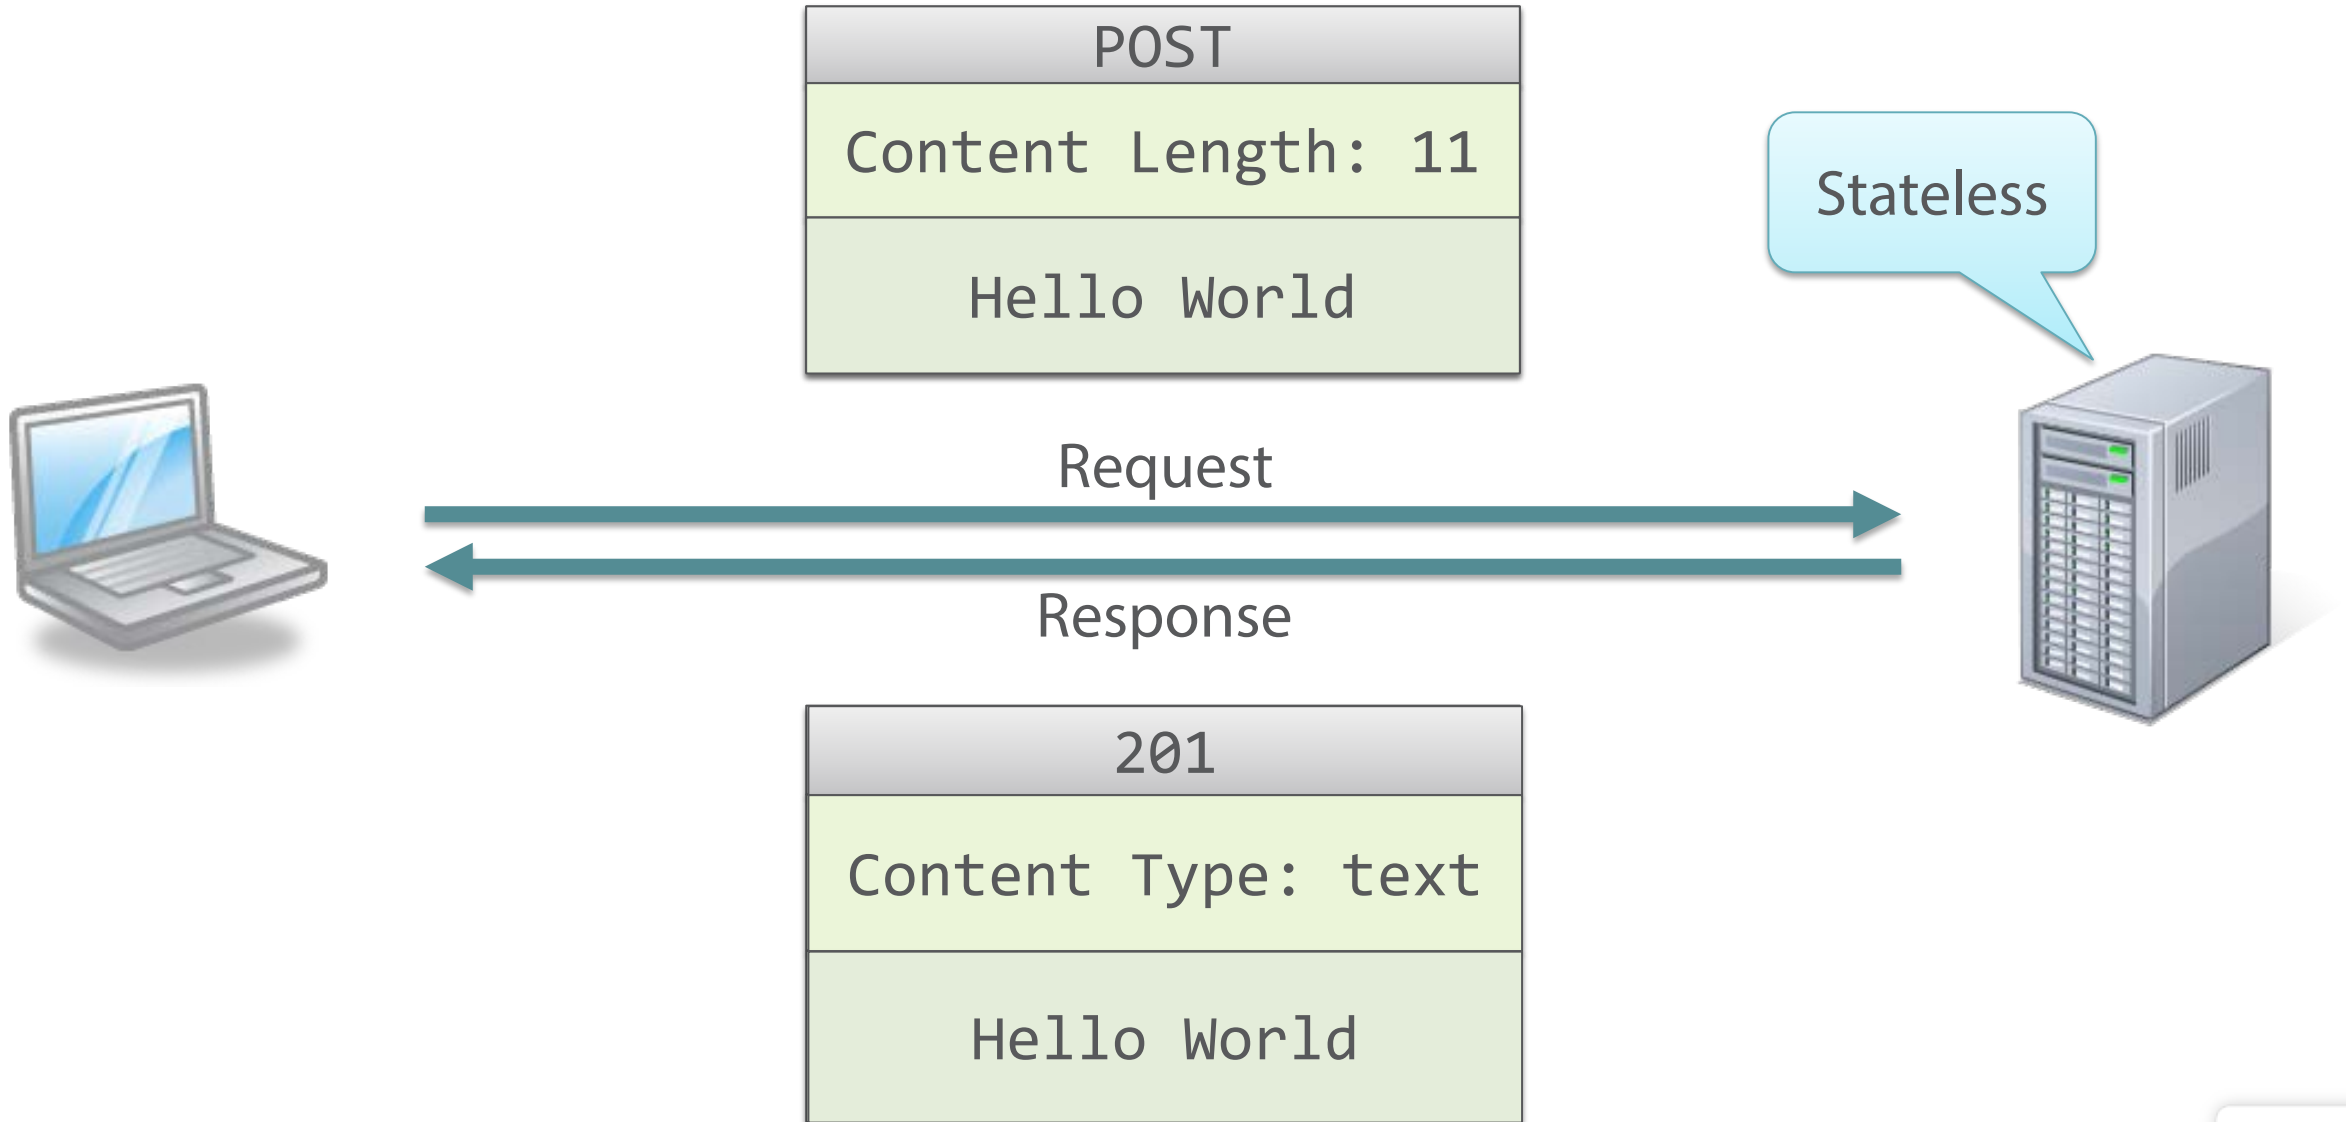 POST
Content Length: 11
Hello World
Stateless
Request
Response
201
Content Type: text
Hello World